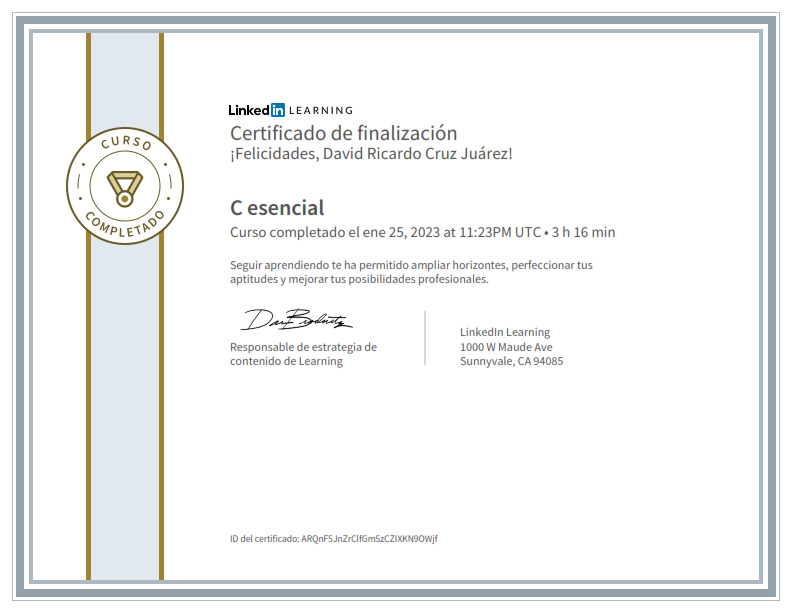 LinkedIn LEARNING
Certificado de finalización
¡Felicidades, David Ricardo Cruz Juárez!
CURSO
COMPLETADO
C esencial
Curso completado el ene 25, 2023 at 11:23PM UTC • 3 h 16 min
Seguir aprendiendo te ha permitido ampliar horizontes, perfeccionar tus
aptitudes y mejorar tus posibilidades profesionales.
Responsable de estrategia de
contenido de Learning
LinkedIn Learning
1000 W Maude Ave
Sunnyvale, CA 94085
ID del certificado: ARQnF5JnZrClfGm5zCZIXKN9OWjf